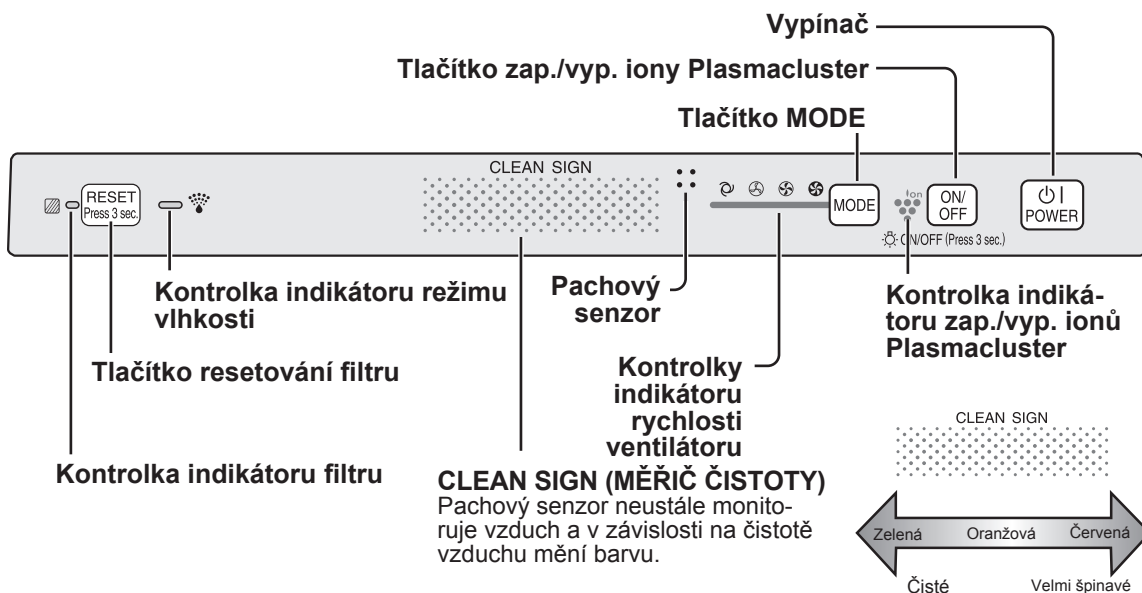 Vypínač
Tlačítko zap./vyp. iony Plasmacluster
Tlačítko MODE
CLEAN SIGN
RESET
Press 3 sec.
MODE
ion
ON/
OFF
POWER
ON/OFF (Press 3 sec.)
Kontrolka indikátoru režimu
vlhkosti
Pachový
senzor
Kontrolka indiká-
toru zap./vyp. ionů
Plasmacluster
Tlačítko resetování filtru
Kontrolky
indikátoru
rychlosti
ventilátoru
Kontrolka indikátoru filtru
CLEAN SIGN (MĚŘIČ ČISTOTY)
Pachový senzor neustále monito-
ruje vzduch a v závislosti na čistotě
vzduchu mění barvu.
CLEAN SIGN
Zelená Oranžová Červená
Čisté Velmi špinavé